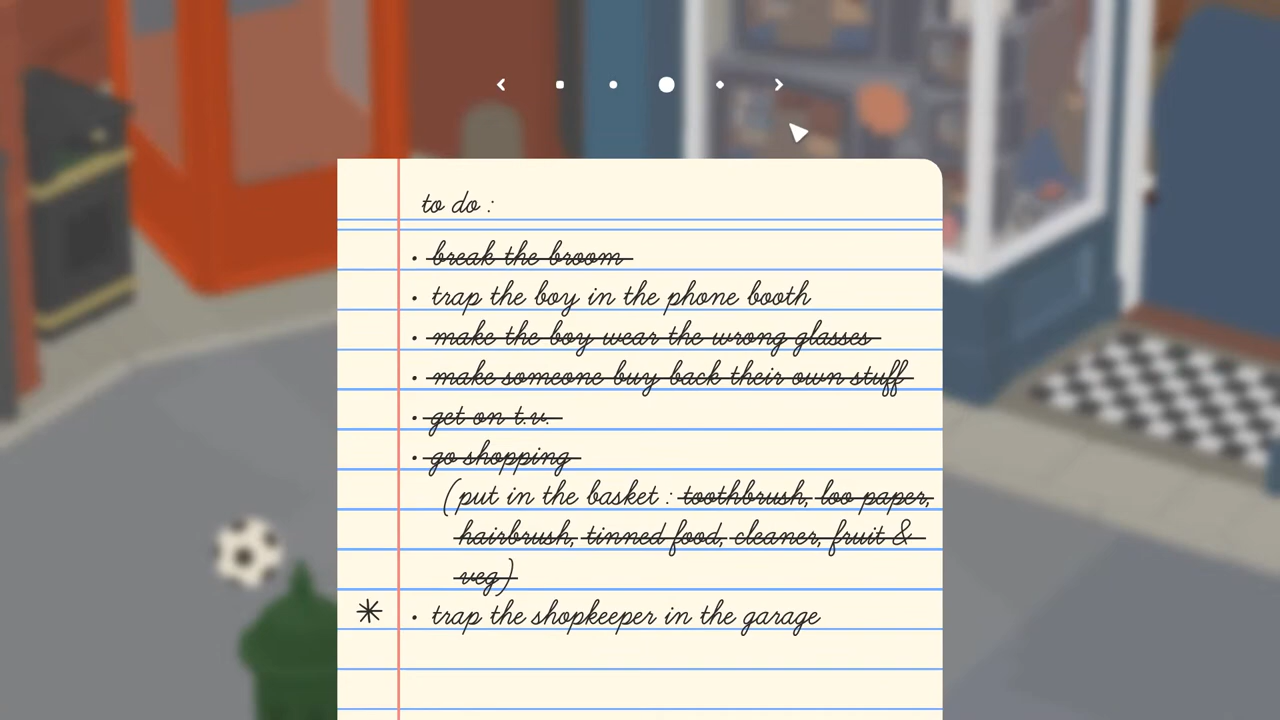 to do :
• break the broom
• trap the boy in the phone booth
• make the boy wear the wrong glasses
• make someone buy back their own stuff
• get on t.v.
• go shopping
(put in the basket : toothbrush, loo paper,
hairbrush, tinned food, cleaner, fruit &
veg)
* • trap the shopkeeper in the garage